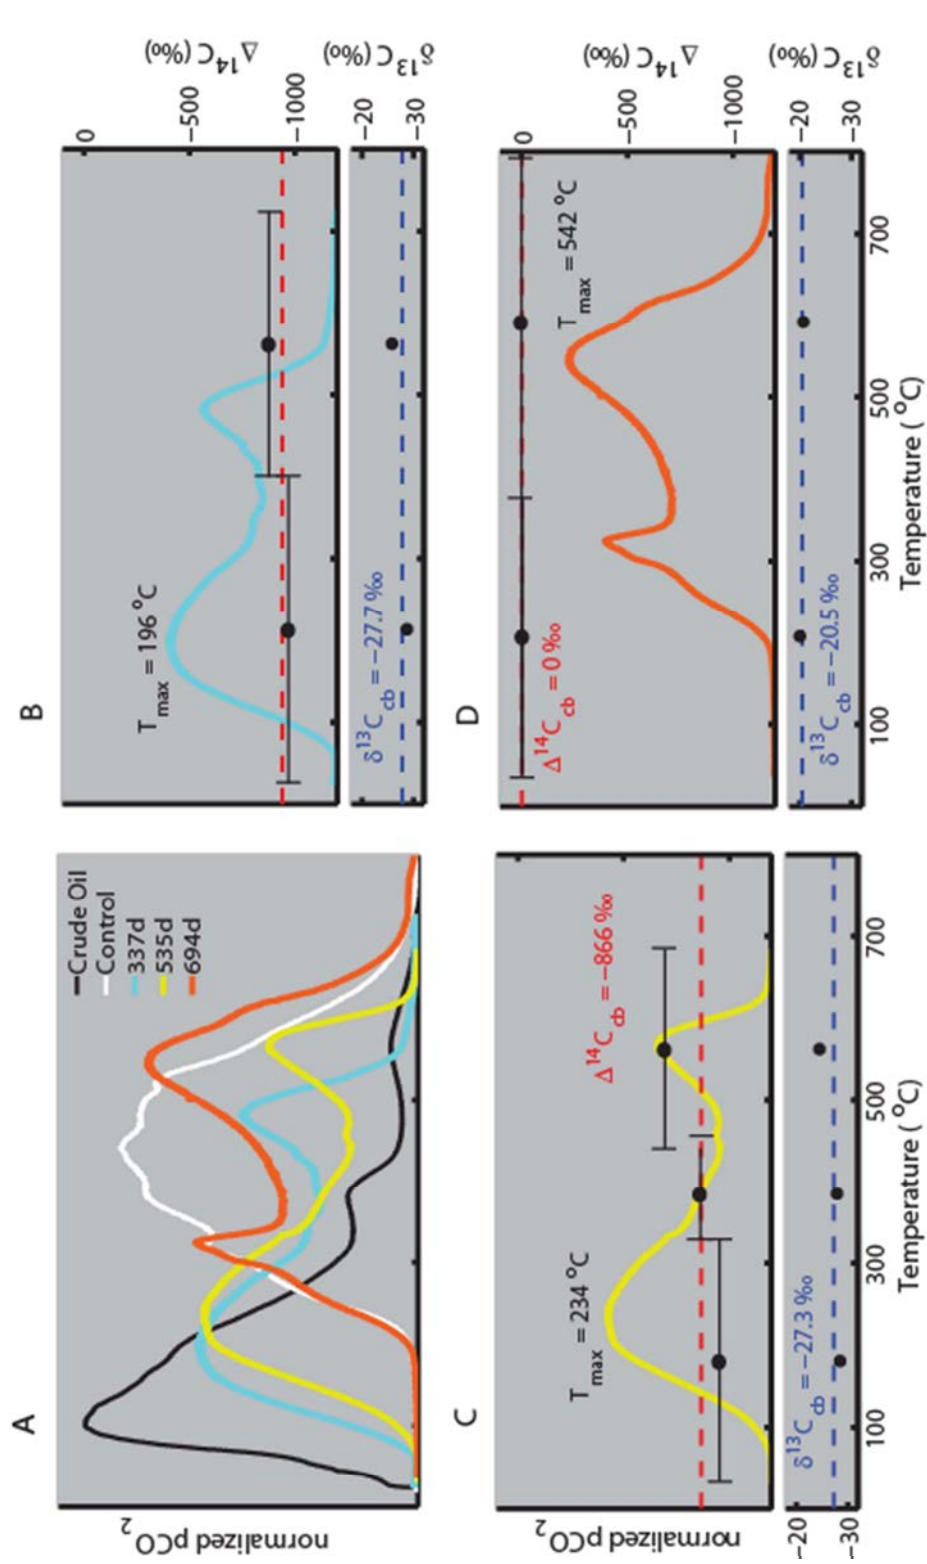 A
normalized pCO₂
Crude Oil
Control
337d
535d
694d
B
Tmax = 196 °C
0
−500
−1000
Δ¹⁴C (‰)
δ¹³Ccb = −27.7 ‰
−20
−30
δ¹³C (‰)
C
normalized pCO₂
Tmax = 234 °C
Δ¹⁴Ccb = −866 ‰
δ¹³Ccb = −27.3 ‰
−20
−30
100
300
500
700
Temperature ( °C)
D
Δ¹⁴Ccb = 0 ‰
Tmax = 542 °C
0
−500
−1000
Δ¹⁴C (‰)
δ¹³Ccb = −20.5 ‰
−20
−30
δ¹³C (‰)
100
300
500
700
Temperature ( °C)